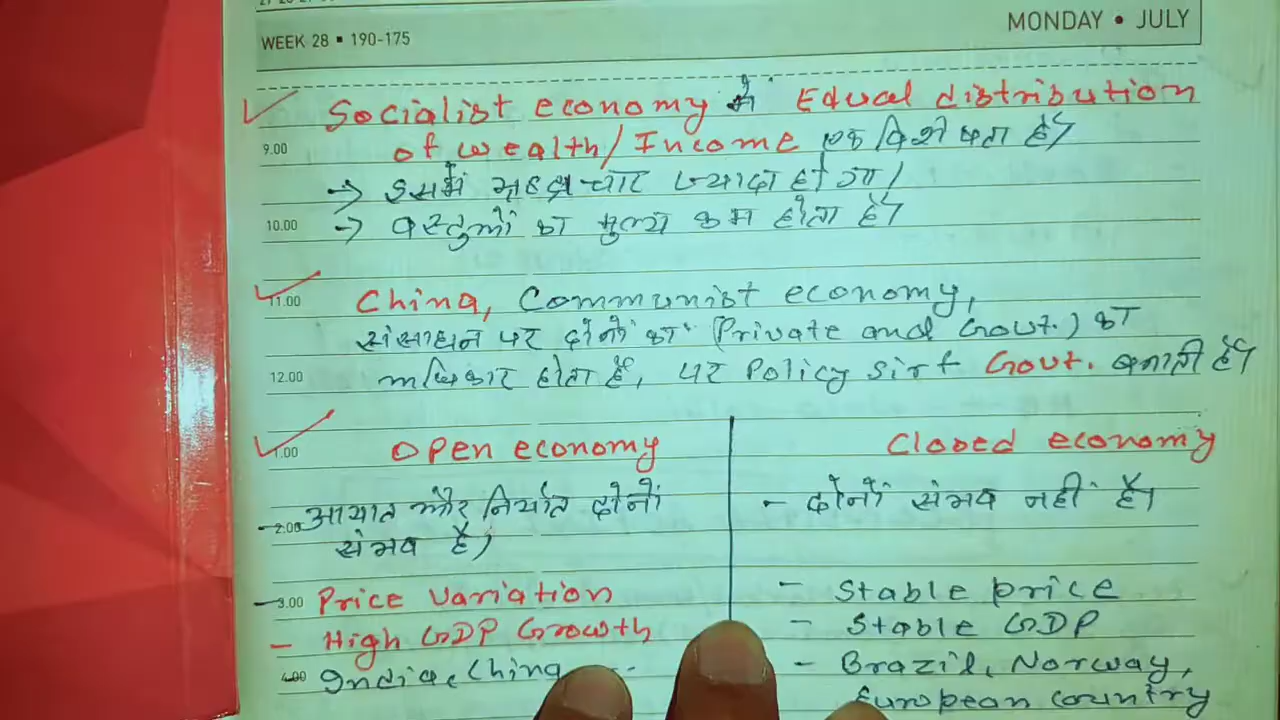 WEEK 28 ▪ 190-175
MONDAY • JULY
Socialist economy में Equal distribution
9.00 of wealth/Income एक विशेषता है।
→ इसमें भ्रष्टाचार ज्यादा होगा।
10.00 → वस्तुओं का मुल्य कम होता है।
11.00 China, Communist economy,
संसाधन पर दोनों का (Private and Govt.) का
12.00 अधिकार होता है, पर Policy sirf Govt. बनाती है।
1.00 Open economy
Closed economy
2.00 - आयात और निर्यात दोनों
संभव है।
- दोनों संभव नहीं है।
3.00 - Price Variation
- Stable price
- High GDP Growth
- Stable GDP
4.00 - India, China
- Brazil, Norway,
European country